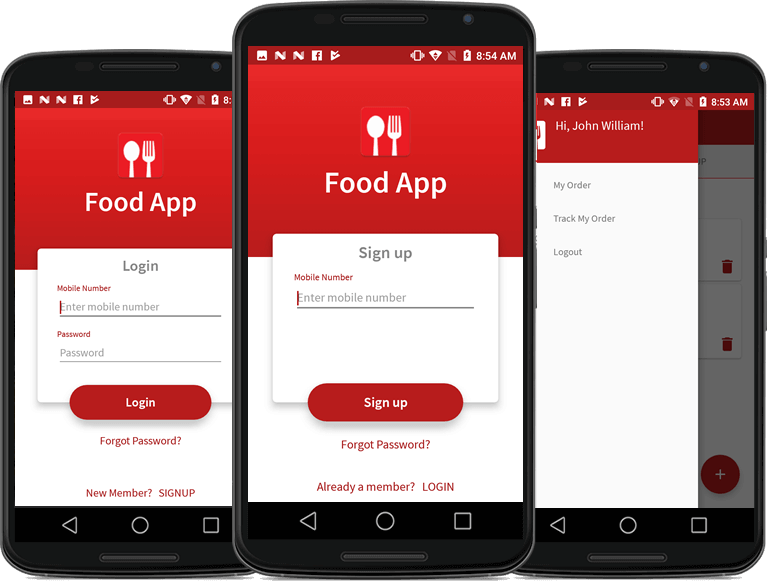 8:
Food App
Login
Mobile Number
Enter mobile number
Password
Password
Login
Forgot Password?
New Member? SIGNUP
8:54 AM
Food App
Sign up
Mobile Number
Enter mobile number
Sign up
Forgot Password?
Already a member? LOGIN
8:53 AM
Hi, John William!
My Order
Track My Order
Logout